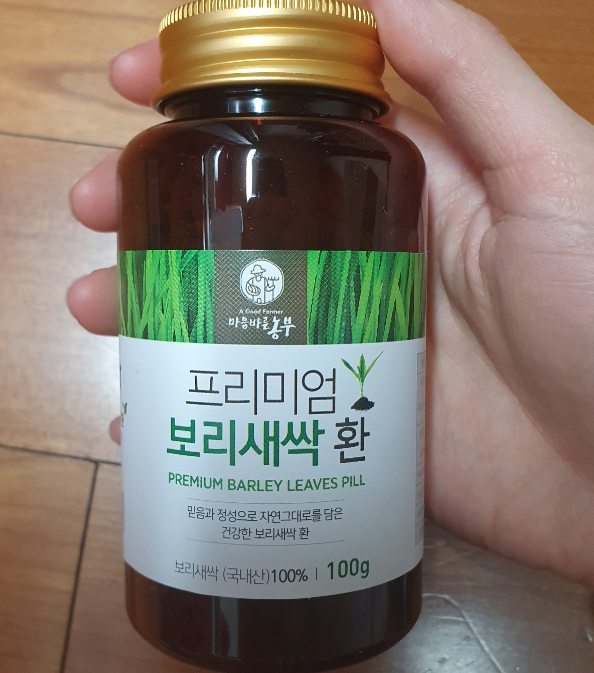 A Good Farmer
마음바른농부
프리미엄
보리새싹 환
PREMIUM BARLEY LEAVES PILL
믿음과 정성으로 자연그대로를 담은
건강한 보리새싹 환
보리새싹 (국내산)100% | 100g